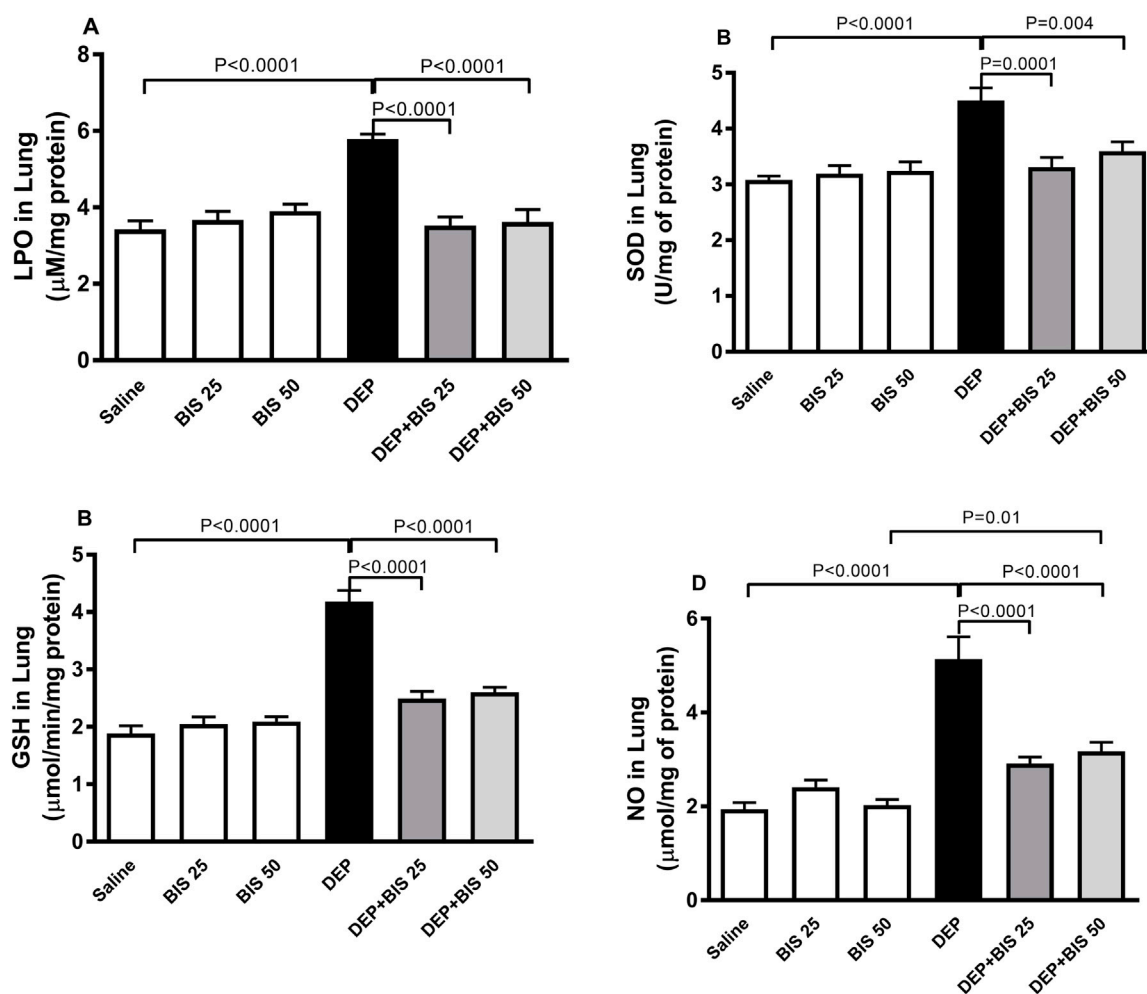 A
P<0.0001
P<0.0001
P<0.0001
LPO in Lung
(μM/mg protein)
8
6
4
2
0
Saline
BIS 25
BIS 50
DEP
DEP+BIS 25
DEP+BIS 50
B
P<0.0001
P=0.004
P=0.0001
SOD in Lung
(U/mg of protein)
5
4
3
2
1
0
Saline
BIS 25
BIS 50
DEP
DEP+BIS 25
DEP+BIS 50
B
P<0.0001
P<0.0001
P<0.0001
GSH in Lung
(μmol/min/mg protein)
5
4
3
2
1
0
Saline
BIS 25
BIS 50
DEP
DEP+BIS 25
DEP+BIS 50
P=0.01
D
P<0.0001
P<0.0001
P<0.0001
NO in Lung
(μmol/mg of protein)
6
4
2
0
Saline
BIS 25
BIS 50
DEP
DEP+BIS 25
DEP+BIS 50